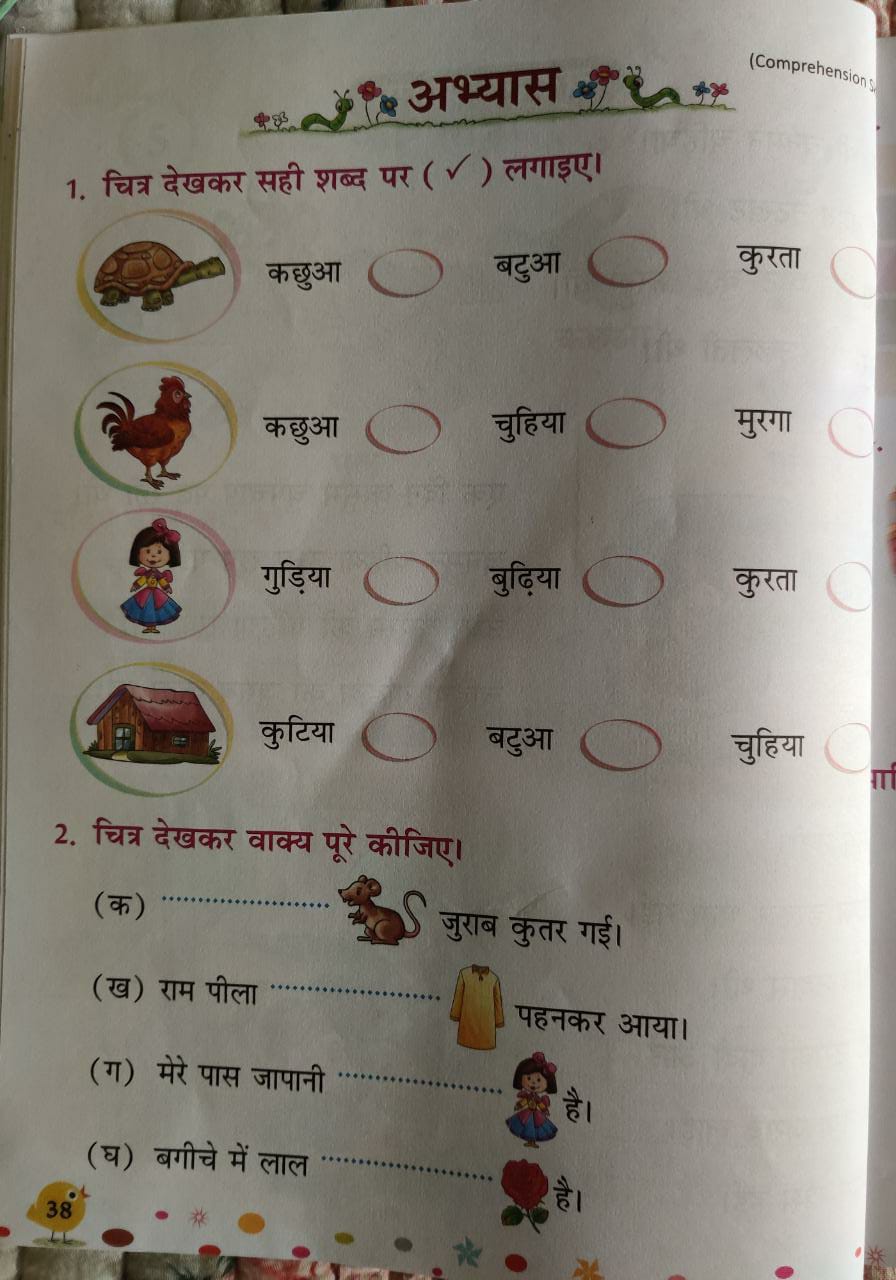 (Comprehension
अभ्यास
1. चित्र देखकर सही शब्द पर ( ✓ ) लगाइए।
कछुआ बटुआ कुरता
कछुआ चुहिया मुरगा
गुड़िया बुढ़िया कुरता
कुटिया बटुआ चुहिया
2. चित्र देखकर वाक्य पूरे कीजिए।
(क) .................... जुराब कुतर गई।
(ख) राम पीला .................... पहनकर आया।
(ग) मेरे पास जापानी .................... है।
(घ) बगीचे में लाल .................... है।
38